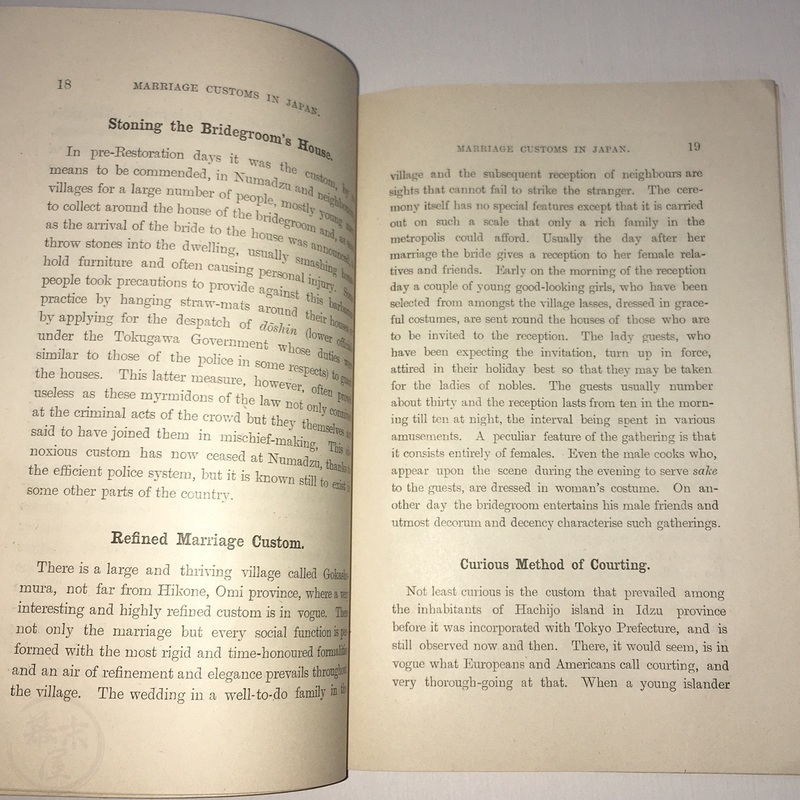 18
MARRIAGE CUSTOMS IN JAPAN.
Stoning the Bridegroom's House.
In pre-Restoration days it was the custom, by
means to be commended, in Numadzu and
villages for a large number of people, mostly young
to collect around the house of the bridegroom and,
as the arrival of the bride to the house was announced,
throw stones into the dwelling, usually smashing
hold furniture and often causing personal injury.
people took precautions to provide against this
practice by hanging straw-mats around their houses
by applying for the despatch of dōshin (lower
under the Tokugawa Government whose duties
similar to those of the police in some respects) to
the houses. This latter measure, however, often
useless as these myrmidons of the law not only
at the criminal acts of the crowd but they themselves
said to have joined them in mischief-making. This
noxious custom has now ceased at Numadzu, thanks
the efficient police system, but it is known still to exist
some other parts of the country.
Refined Marriage Custom.
There is a large and thriving village called
mura, not far from Hikone, Omi province, where a
interesting and highly refined custom is in vogue. There
not only the marriage but every social function is
formed with the most rigid and time-honoured
and an air of refinement and elegance prevails throughout
the village. The wedding in a well-to-do family in
MARRIAGE CUSTOMS IN JAPAN. 19
village and the subsequent reception of neighbours are
sights that cannot fail to strike the stranger. The cere-
mony itself has no special features except that it is carried
out on such a scale that only a rich family in the
metropolis could afford. Usually the day after her
marriage the bride gives a reception to her female rela-
tives and friends. Early on the morning of the reception
day a couple of young good-looking girls, who have been
selected from amongst the village lasses, dressed in grace-
ful costumes, are sent round the houses of those who are
to be invited to the reception. The lady guests, who
have been expecting the invitation, turn up in force,
attired in their holiday best so that they may be taken
for the ladies of nobles. The guests usually number
about thirty and the reception lasts from ten in the morn-
ing till ten at night, the interval being spent in various
amusements. A peculiar feature of the gathering is that
it consists entirely of females. Even the male cooks who,
appear upon the scene during the evening to serve sake
to the guests, are dressed in woman's costume. On an-
other day the bridegroom entertains his male friends and
utmost decorum and decency characterise such gatherings.
Curious Method of Courting.
Not least curious is the custom that prevailed among
the inhabitants of Hachijo island in Idzu province
before it was incorporated with Tokyo Prefecture, and is
still observed now and then. There, it would seem, is in
vogue what Europeans and Americans call courting, and
very thorough-going at that. When a young islander